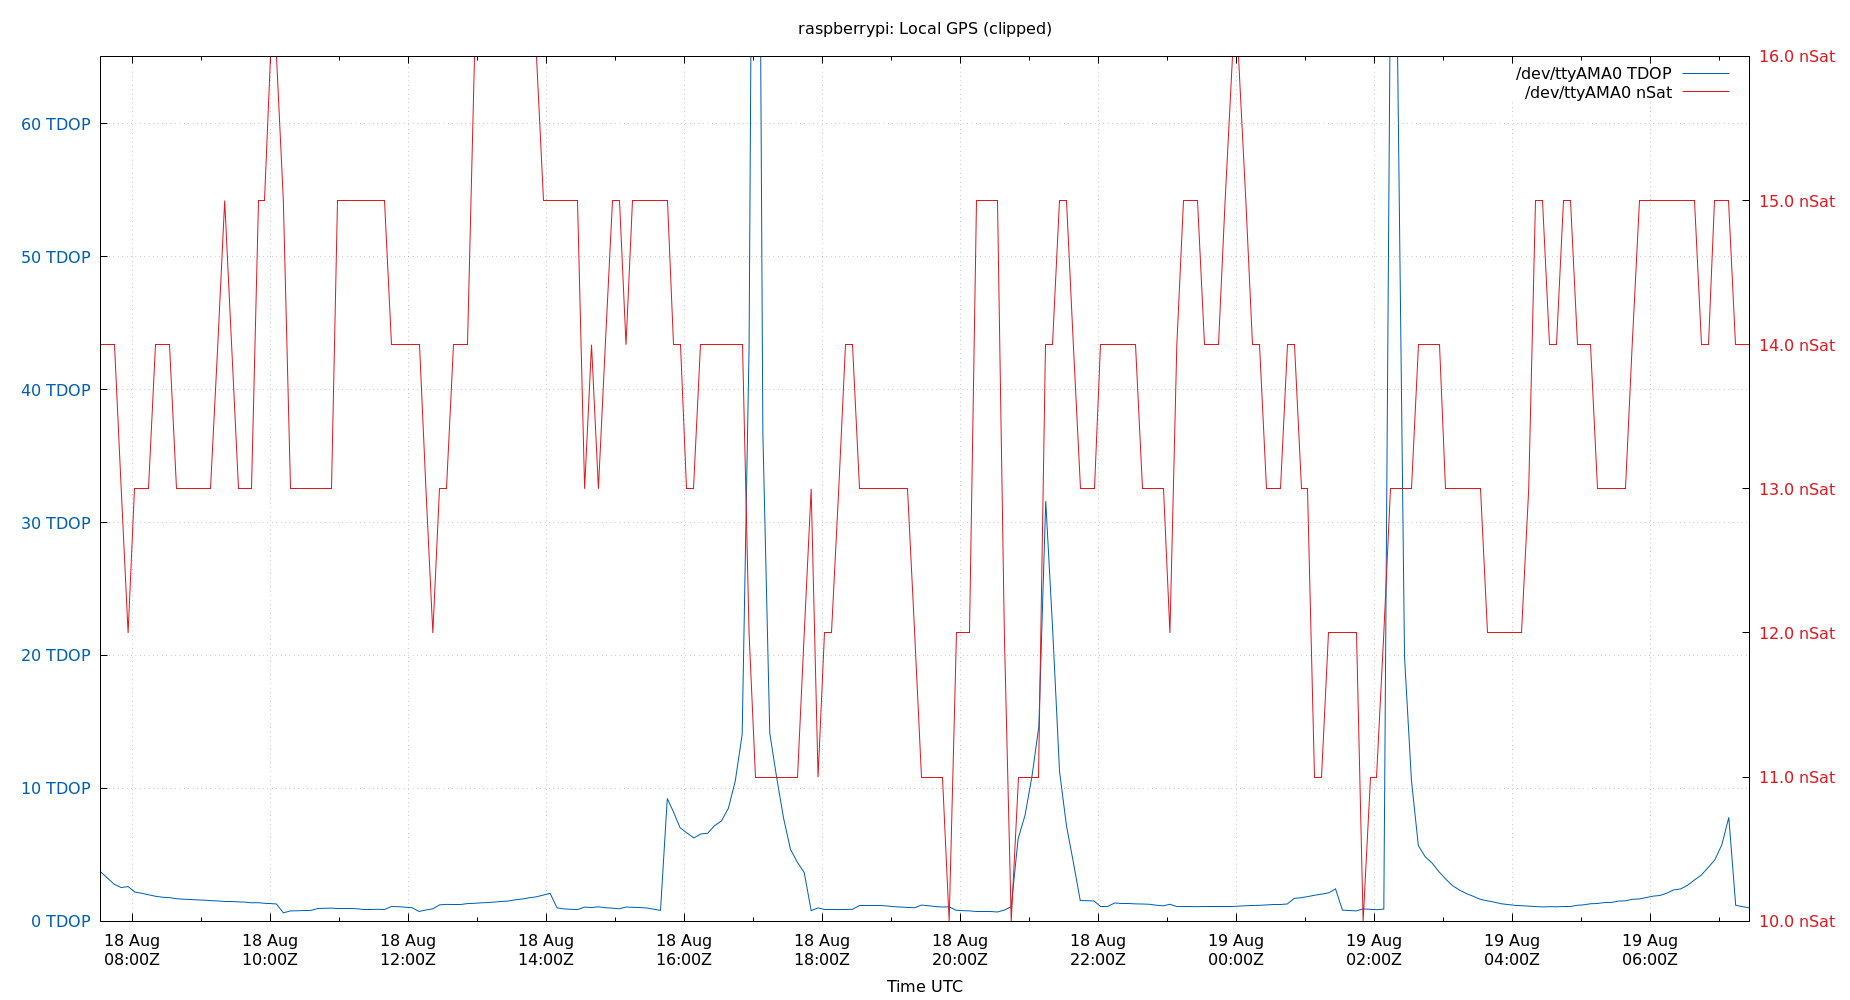 raspberrypi: Local GPS (clipped)
/dev/ttyAMA0 TDOP
/dev/ttyAMA0 nSat
60 TDOP
50 TDOP
40 TDOP
30 TDOP
20 TDOP
10 TDOP
0 TDOP
16.0 nSat
15.0 nSat
14.0 nSat
13.0 nSat
12.0 nSat
11.0 nSat
10.0 nSat
18 Aug
08:00Z
18 Aug
10:00Z
18 Aug
12:00Z
18 Aug
14:00Z
18 Aug
16:00Z
18 Aug
18:00Z
18 Aug
20:00Z
18 Aug
22:00Z
19 Aug
00:00Z
19 Aug
02:00Z
19 Aug
04:00Z
19 Aug
06:00Z
Time UTC